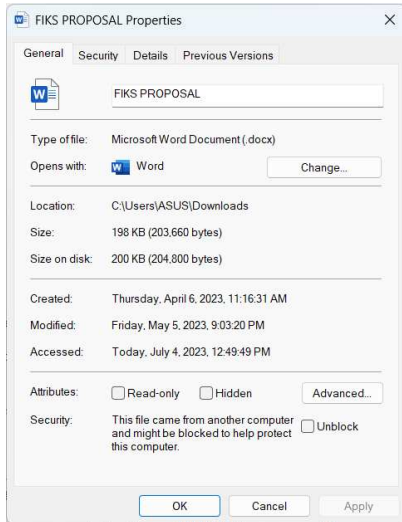 FIKS PROPOSAL Properties
General Security Details Previous Versions
FIKS PROPOSAL
Type of file: Microsoft Word Document (.docx)
Opens with: Word Change...
Location: C:\Users\ASUS\Downloads
Size: 198 KB (203,660 bytes)
Size on disk: 200 KB (204,800 bytes)
Created: Thursday, April 6, 2023, 11:16:31 AM
Modified: Friday, May 5, 2023, 9:03:20 PM
Accessed: Today, July 4, 2023, 12:49:49 PM
Attributes: Read-only Hidden Advanced...
Security: This file came from another computer
and might be blocked to help protect Unblock
this computer.
OK Cancel Apply